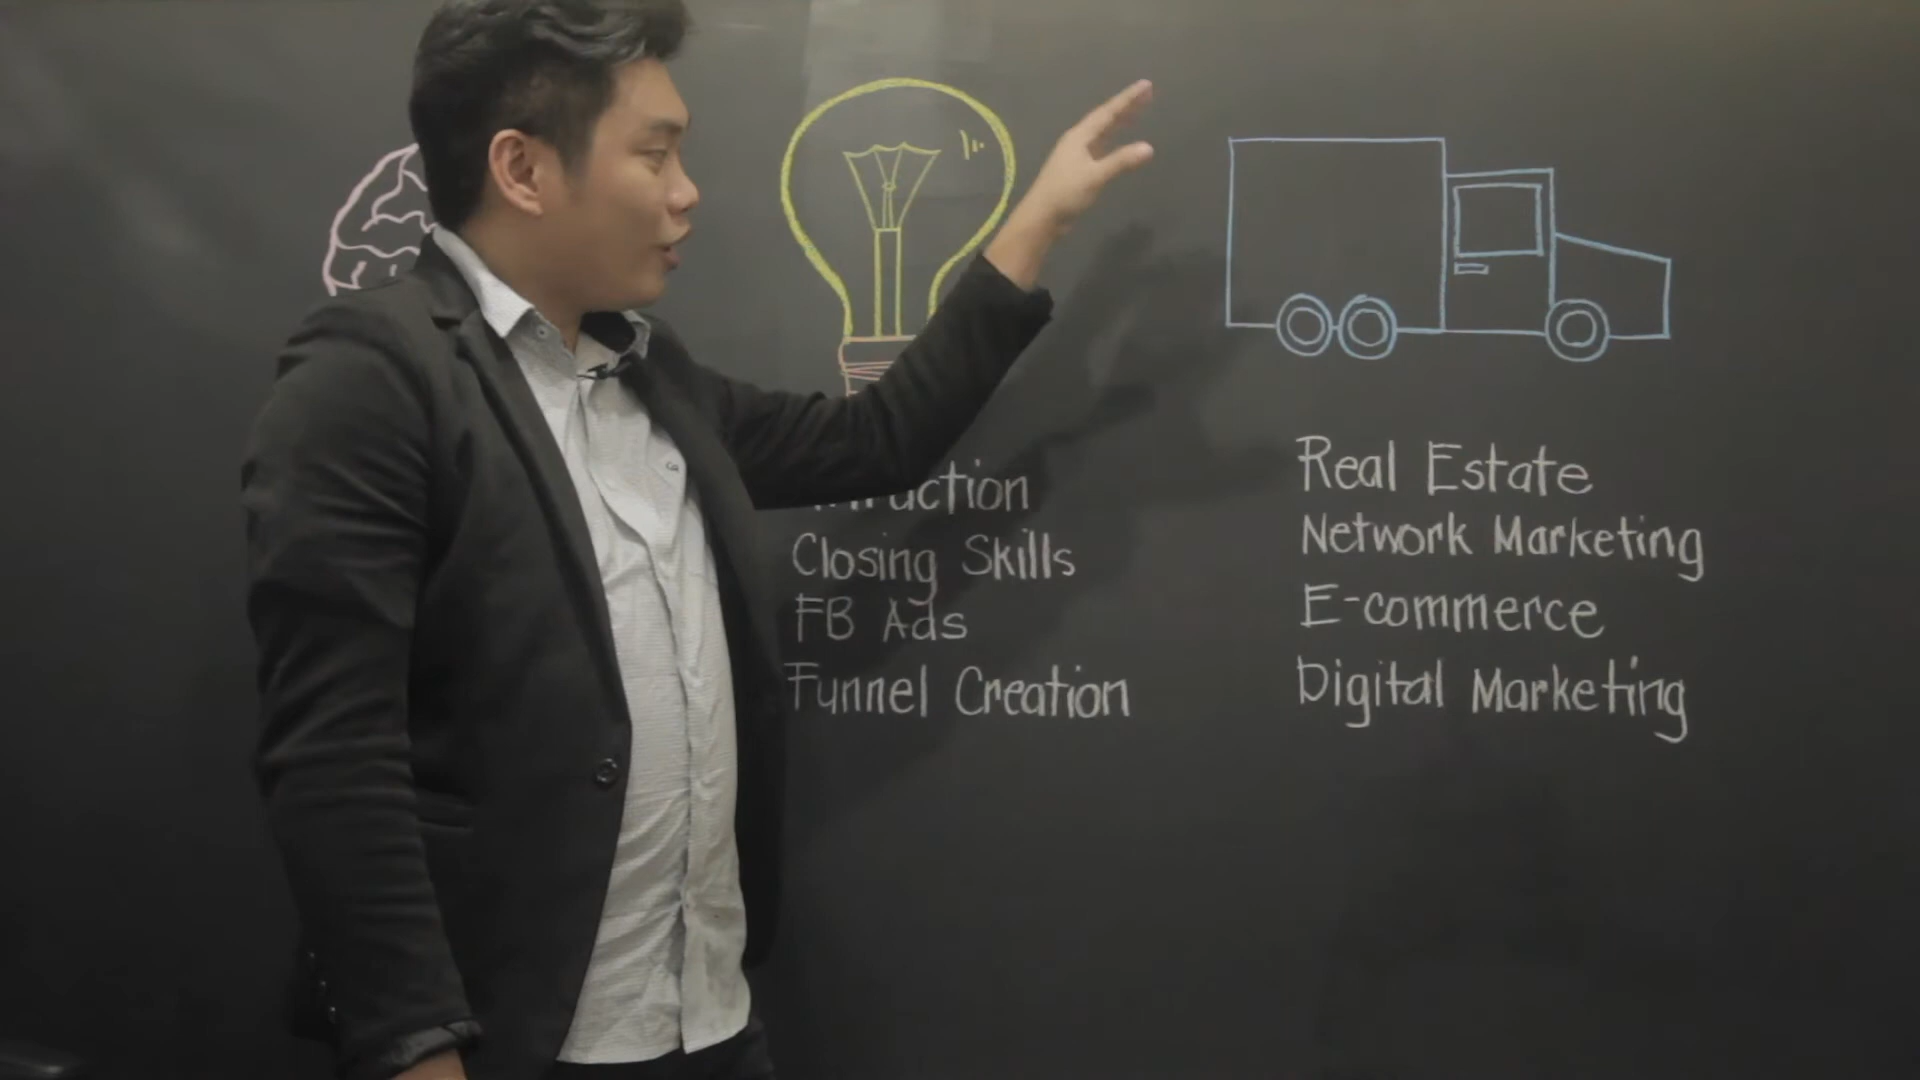 Closing Skills
FB Ads
Funnel Creation
Real Estate
Network Marketing
E-commerce
Digital Marketing